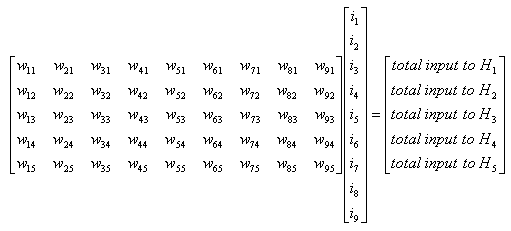 w₁₁ w₂₁ w₃₁ w₄₁ w₅₁ w₆₁ w₇₁ w₈₁ w₉₁
w₁₂ w₂₂ w₃₂ w₄₂ w₅₂ w₆₂ w₇₂ w₈₂ w₉₂
w₁₃ w₂₃ w₃₃ w₄₃ w₅₃ w₆₃ w₇₃ w₈₃ w₉₃
w₁₄ w₂₄ w₃₄ w₄₄ w₅₄ w₆₄ w₇₄ w₈₄ w₉₄
w₁₅ w₂₅ w₃₅ w₄₅ w₅₅ w₆₅ w₇₅ w₈₅ w₉₅
i₁
i₂
i₃
i₄
i₅
i₆
i₇
i₈
i₉
=
total input to H₁
total input to H₂
total input to H₃
total input to H₄
total input to H₅